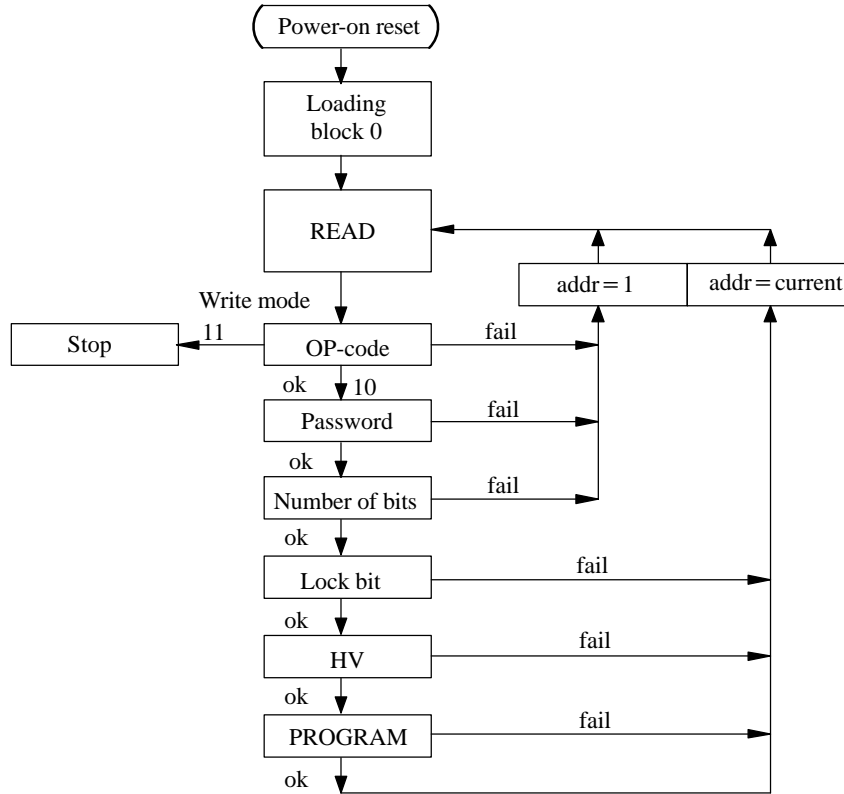 Power-on reset
Loading
block 0
READ
addr=1
addr=current
Write mode
Stop
11
OP-code
fail
ok
10
Password
fail
ok
Number of bits
fail
ok
Lock bit
fail
ok
HV
fail
ok
PROGRAM
fail
ok